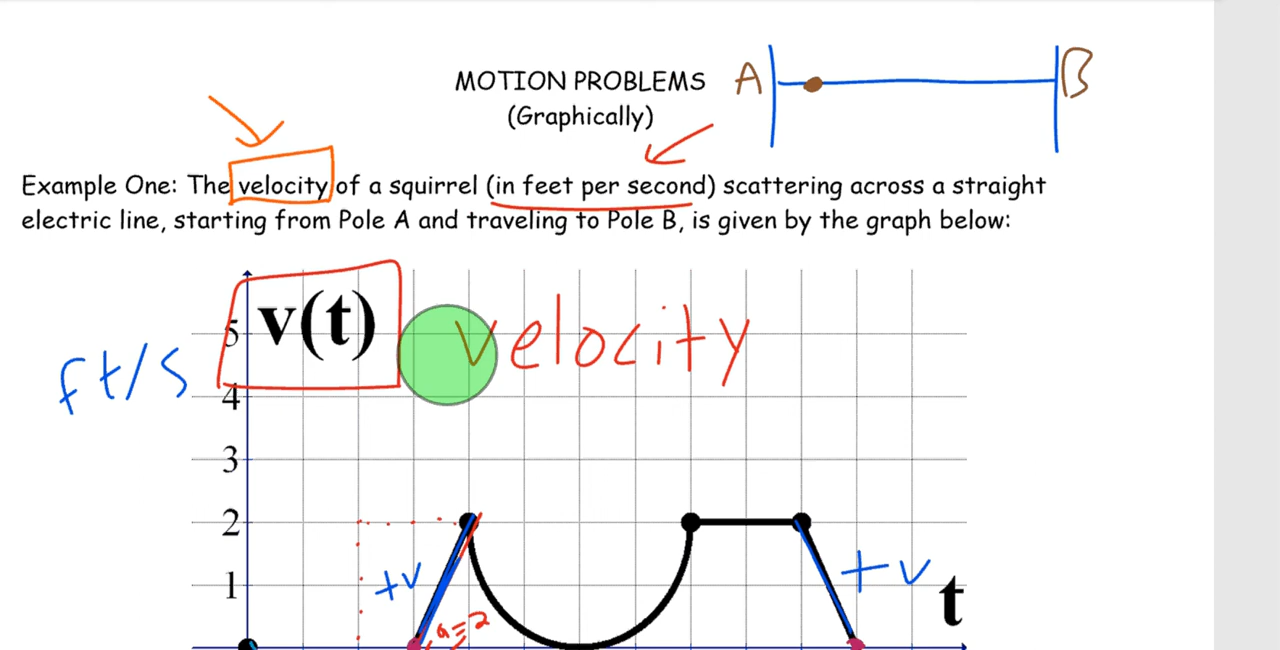 MOTION PROBLEMS
(Graphically)
A
B
Example One: The velocity of a squirrel (in feet per second) scattering across a straight
electric line, starting from Pole A and traveling to Pole B, is given by the graph below:
v(t)
velocity
ft/s
5
4
3
2
1
+v
a=2
+v
t